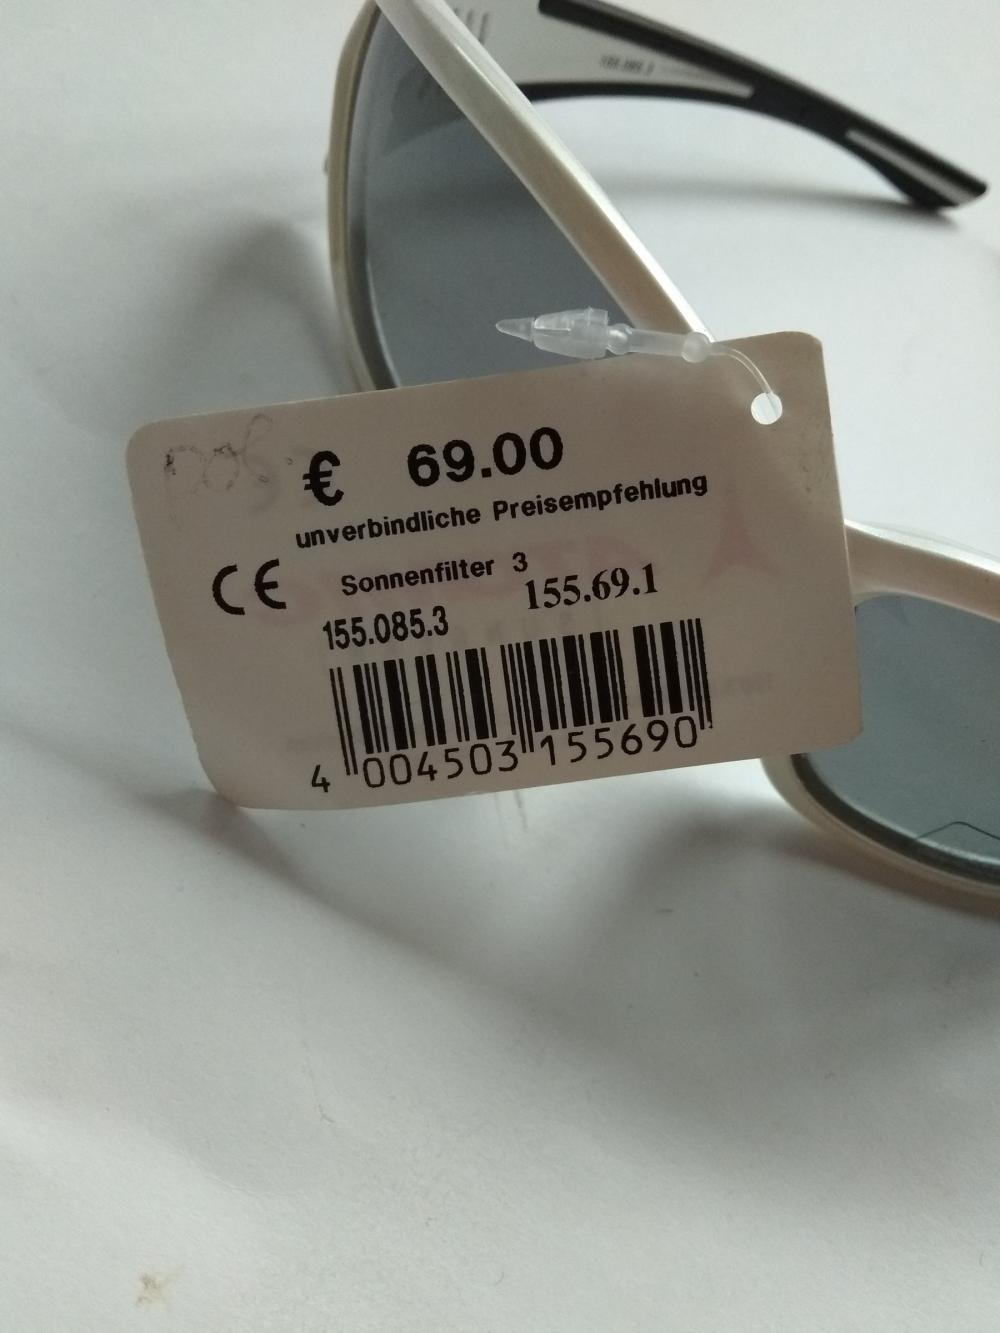 € 69.00
unverbindliche Preisempfehlung
CE Sonnenfilter 3
155.085.3 155.69.1
4 004503 155690